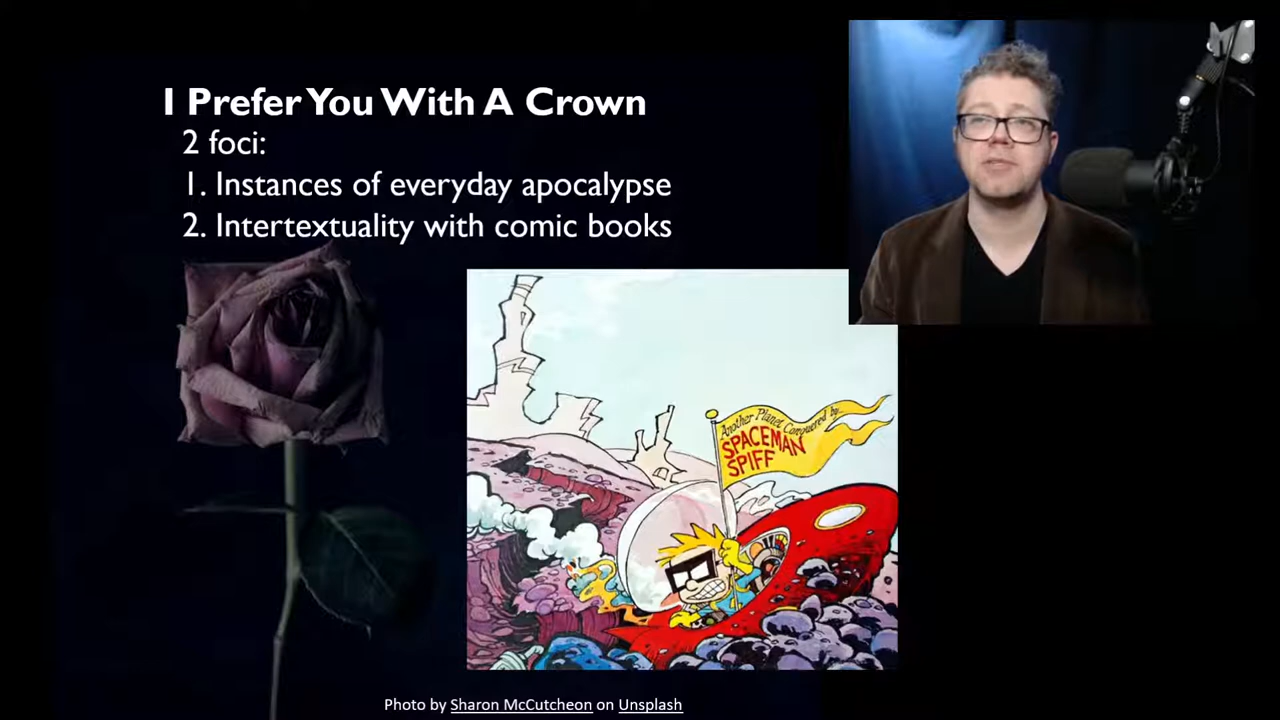 I Prefer You With A Crown
2 foci:
1. Instances of everyday apocalypse
2. Intertextuality with comic books
Another Planet Conquered by...
SPACEMAN
SPIFF
Photo by Sharon McCutcheon on Unsplash